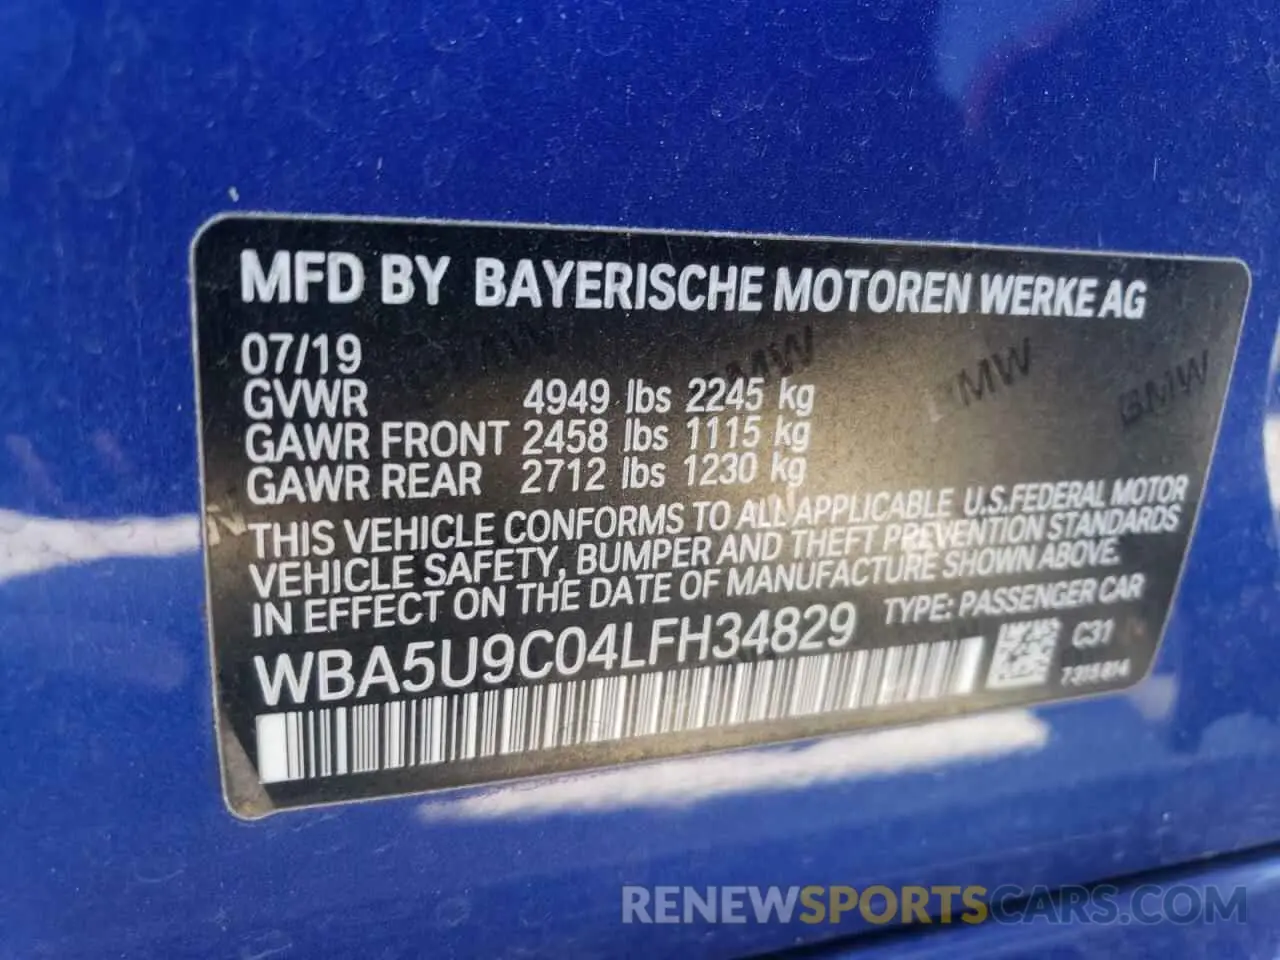 MFD BY BAYERISCHE MOTOREN WERKE AG
07/19
GVWR 4949 lbs 2245 kg
GAWR FRONT 2458 lbs 1115 kg
GAWR REAR 2712 lbs 1230 kg
THIS VEHICLE CONFORMS TO ALL APPLICABLE U.S.FEDERAL MOTOR
VEHICLE SAFETY, BUMPER AND THEFT PREVENTION STANDARDS
IN EFFECT ON THE DATE OF MANUFACTURE SHOWN ABOVE.
WBA5U9C04LFH34829 TYPE: PASSENGER CAR
C31
BMW
RENEWSPORTSCARS.COM